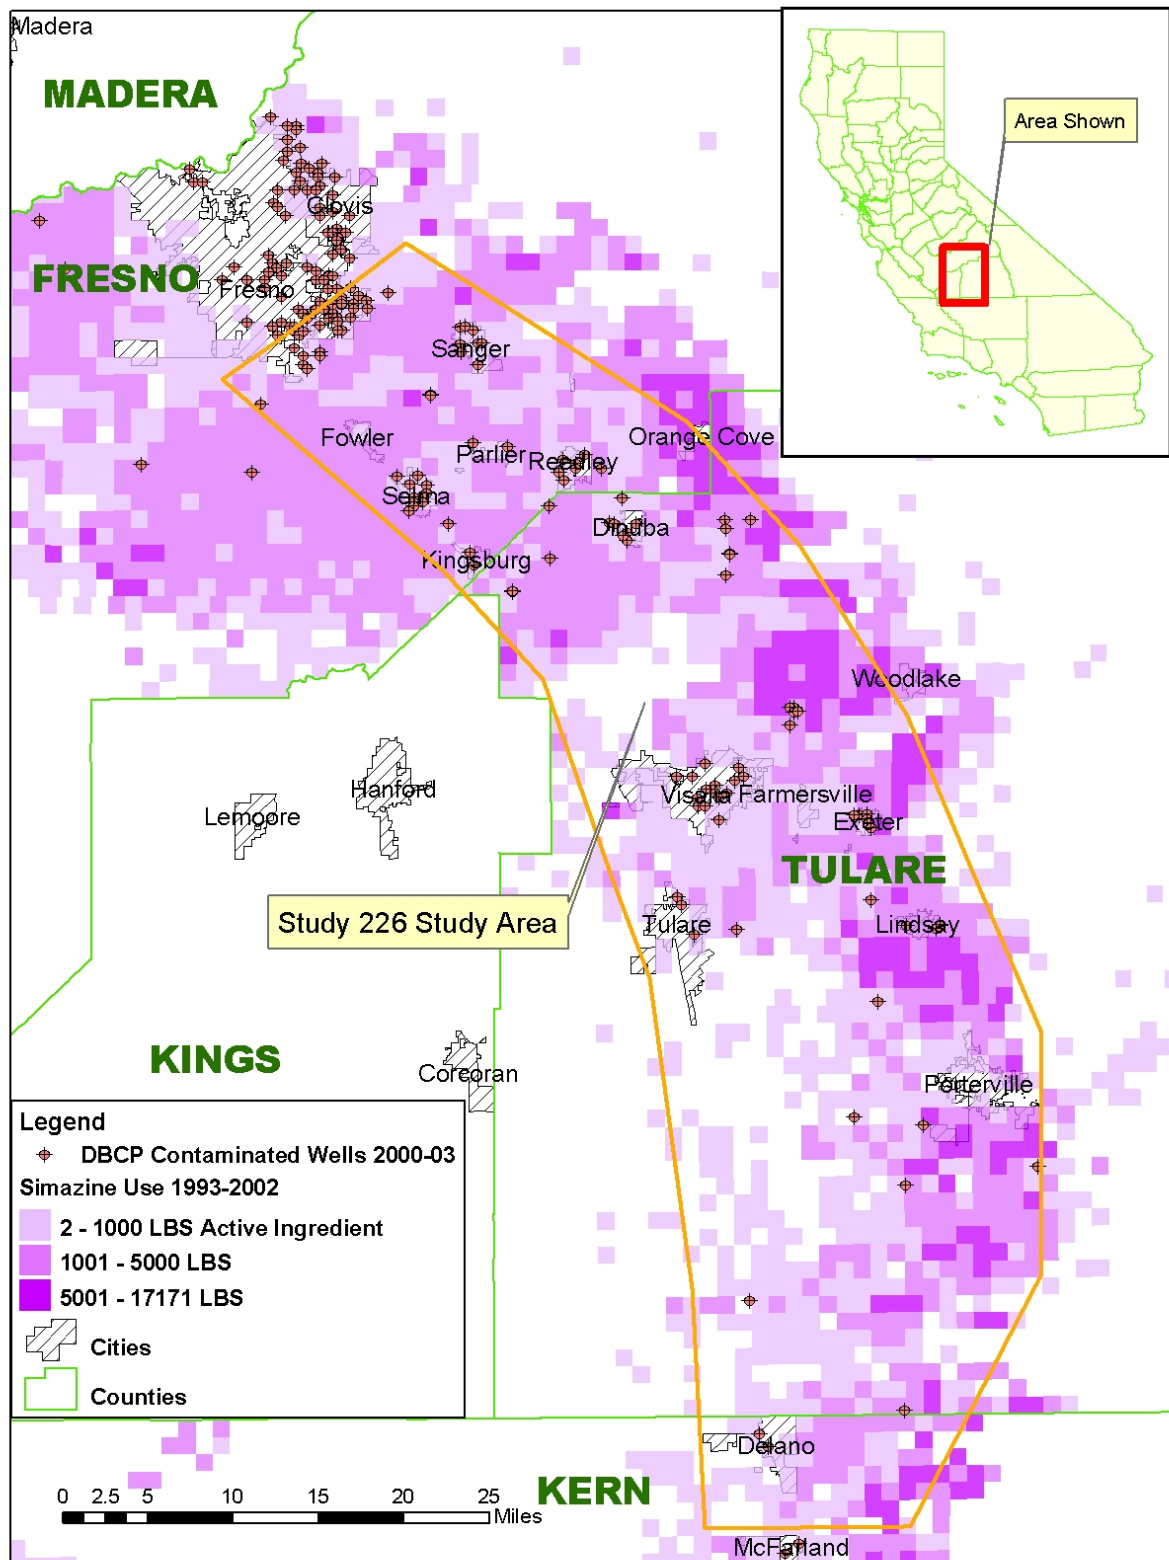 Madera
MADERA
Area Shown
Clovis
FRESNO
Fresno
Sanger
Fowler
Orange Cove
Parlier
Reedley
Selma
Dinuba
Kingsburg
Woodlake
Hanford
Lemoore
Visalia
Farmersville
Exeter
TULARE
Study 226 Study Area
Tulare
Lindsay
KINGS
Corcoran
Porterville
Legend
DBCP Contaminated Wells 2000-03
Simazine Use 1993-2002
2 - 1000 LBS Active Ingredient
1001 - 5000 LBS
5001 - 17171 LBS
Cities
Counties
Delano
KERN
0 2.5 5 10 15 20 25
Miles
McFarland